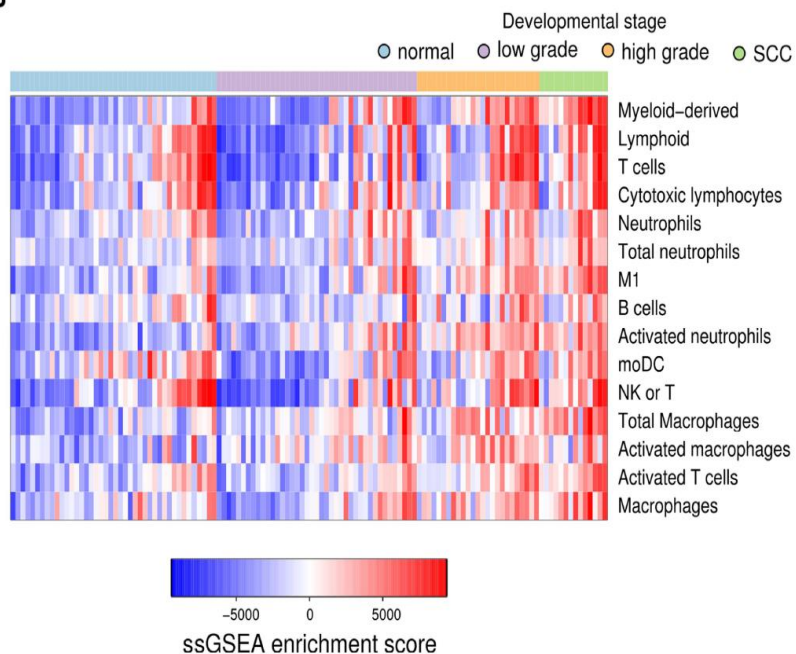 Developmental stage
normal low grade high grade SCC
Myeloid−derived
Lymphoid
T cells
Cytotoxic lymphocytes
Neutrophils
Total neutrophils
M1
B cells
Activated neutrophils
moDC
NK or T
Total Macrophages
Activated macrophages
Activated T cells
Macrophages
−5000 0 5000
ssGSEA enrichment score